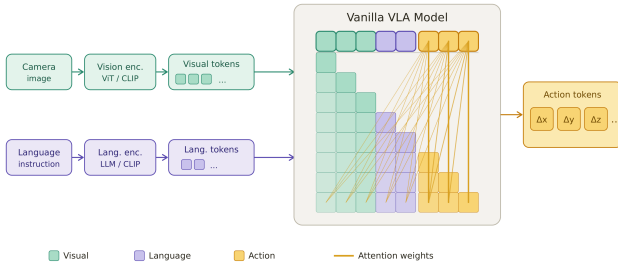 Vanilla VLA Model
Camera
image
Vision enc.
ViT / CLIP
Visual tokens
...
Language
instruction
Lang. enc.
LLM / CLIP
Lang. tokens
...
Action tokens
Δx Δy Δz ...
Visual Language Action Attention weights